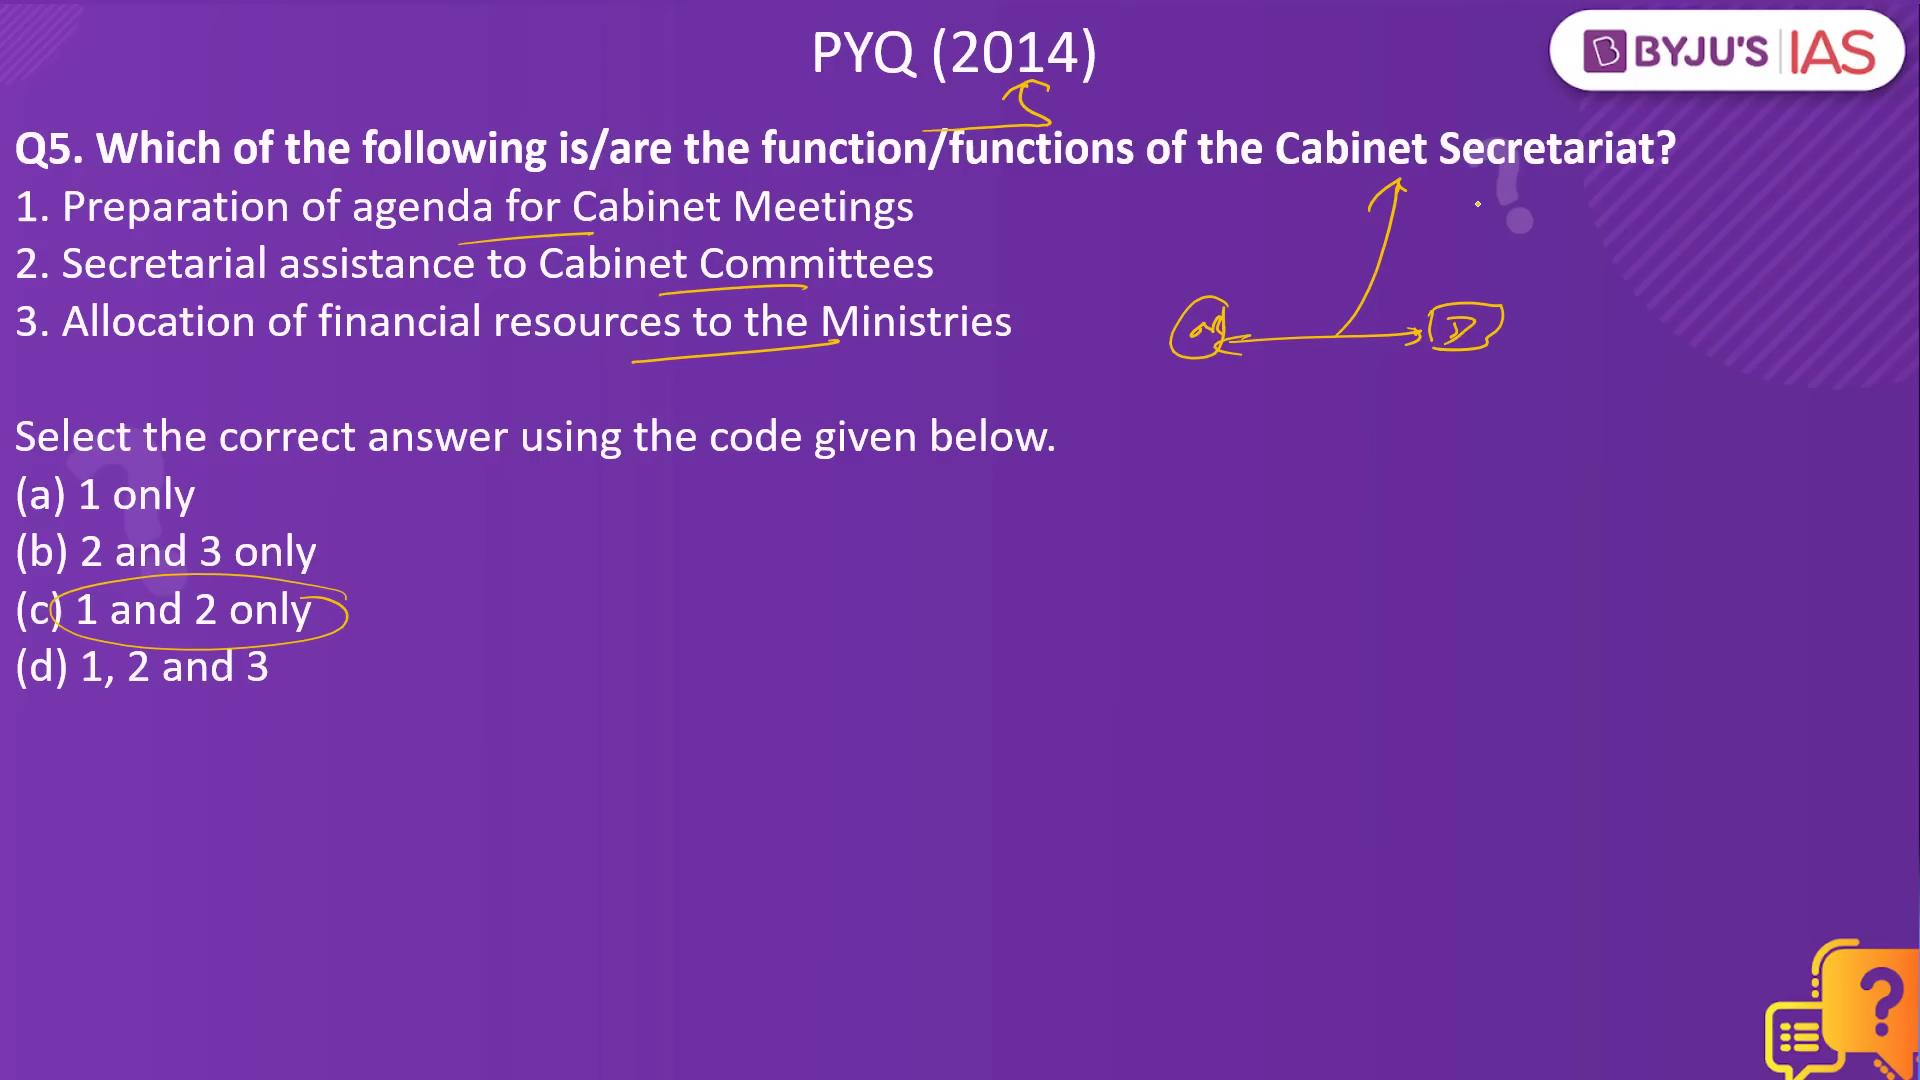 PYQ (2014)
BYJU'S IAS
Q5. Which of the following is/are the function/functions of the Cabinet Secretariat?
1. Preparation of agenda for Cabinet Meetings
2. Secretarial assistance to Cabinet Committees
3. Allocation of financial resources to the Ministries
Select the correct answer using the code given below.
(a) 1 only
(b) 2 and 3 only
(c) 1 and 2 only
(d) 1, 2 and 3